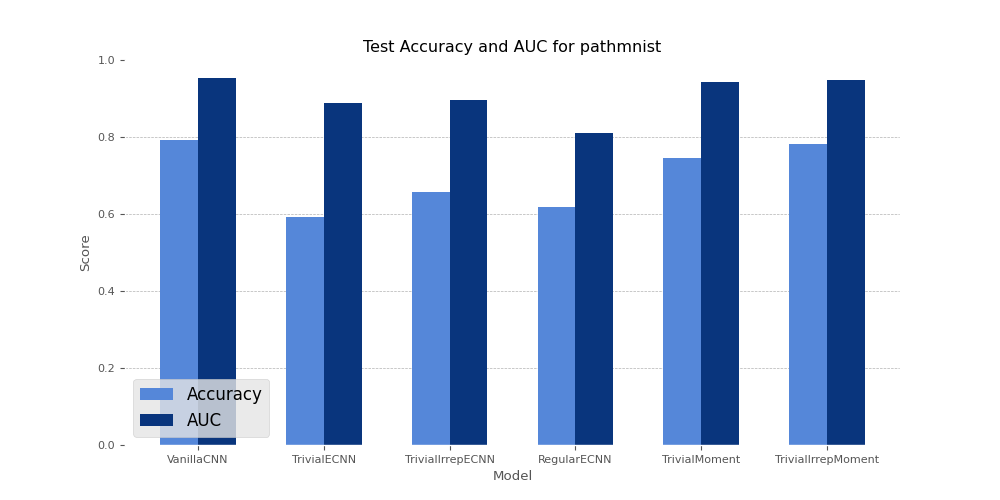 Test Accuracy and AUC for pathmnist
1.0
0.8
0.6
0.4
0.2
0.0
Score
Accuracy
AUC
VanillaCNN TrivialECNN TrivialIrrepECNN RegularECNN TrivialMoment TrivialIrrepMoment
Model